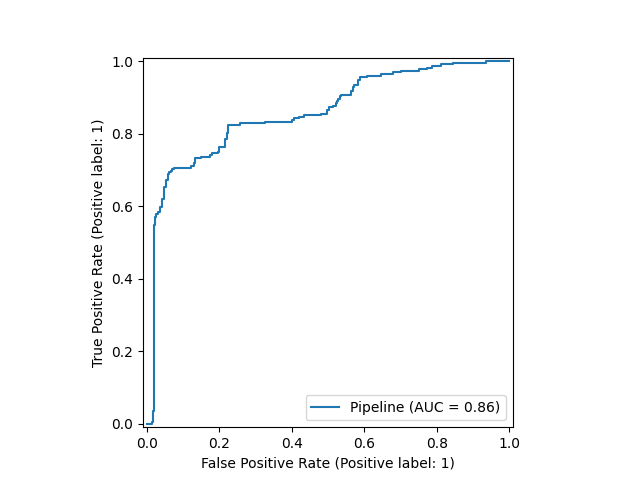 1.0
0.8
0.6
0.4
0.2
0.0
True Positive Rate (Positive label: 1)
Pipeline (AUC = 0.86)
0.0 0.2 0.4 0.6 0.8 1.0
False Positive Rate (Positive label: 1)